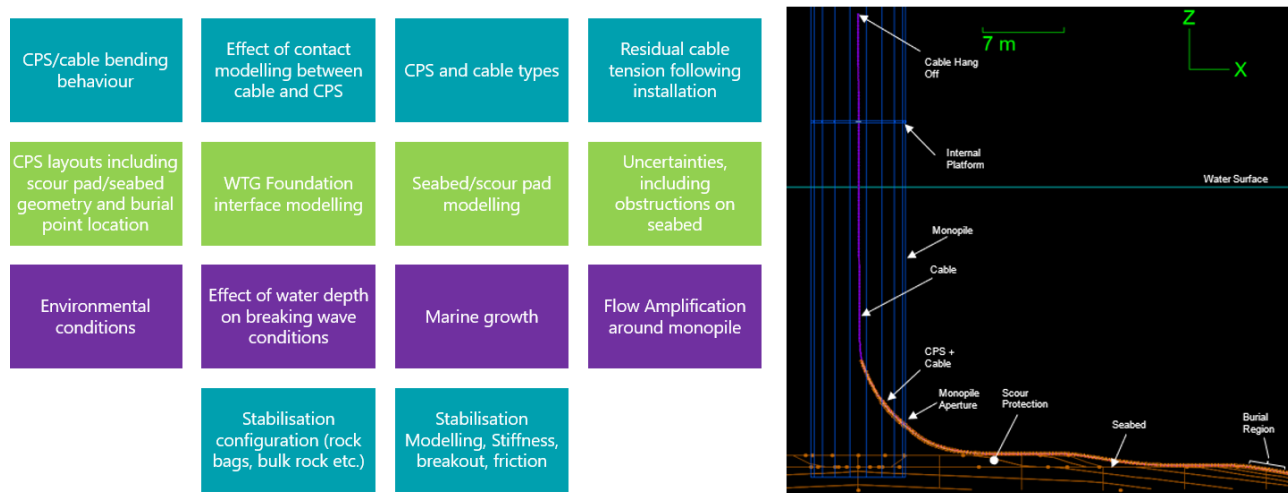 CPS/cable bending
behaviour
Effect of contact
modelling between
cable and CPS
CPS and cable types
Residual cable
tension following
installation
CPS layouts including
scour pad/seabed
geometry and burial
point location
WTG Foundation
interface modelling
Seabed/scour pad
modelling
Uncertainties,
including
obstructions on
seabed
Environmental
conditions
Effect of water depth
on breaking wave
conditions
Marine growth
Flow Amplification
around monopile
Stabilisation
configuration (rock
bags, bulk rock etc.)
Stabilisation
Modelling, Stiffness,
breakout, friction
7 m
Z
X
Cable Hang
Off
Internal
Platform
Water Surface
Monopile
Cable
CPS +
Cable
Monopile
Aperture
Scour
Protection
Seabed
Burial
Region